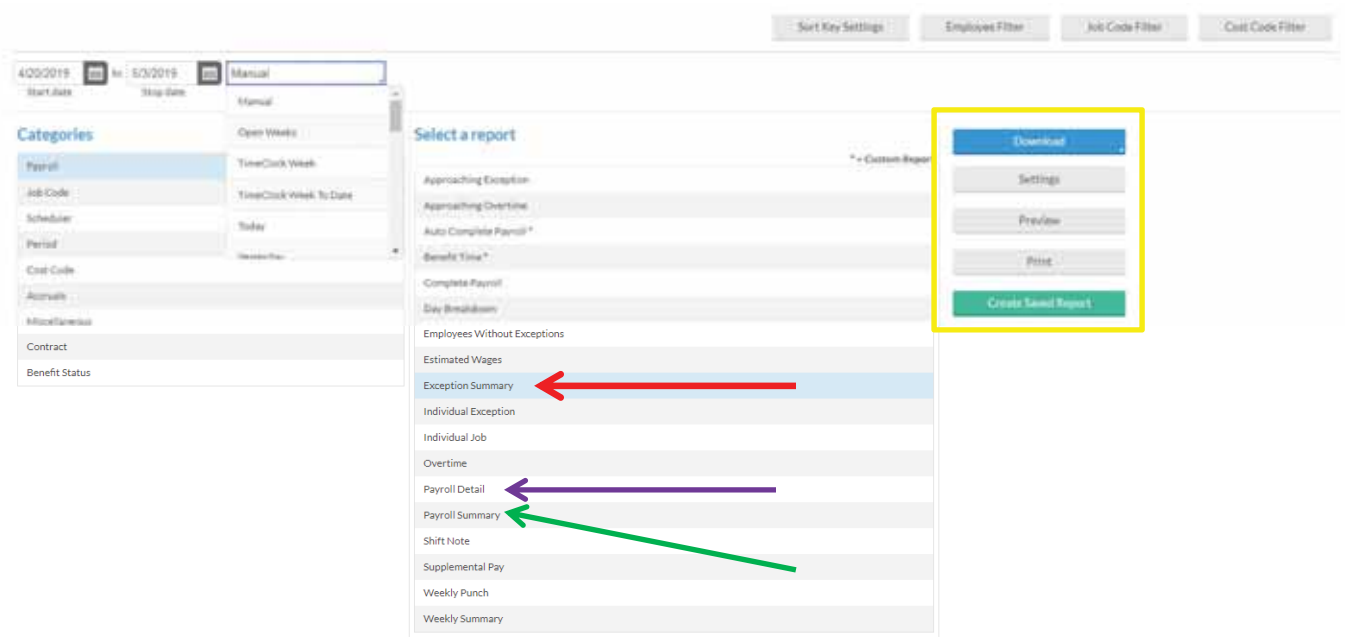 Sort Key Settings Employee Filter Job Code Filter Cost Code Filter
4/20/2019 to 5/3/2019 Manual
Start date Stop date
Manual
Open Weeks
TimeClock Week
TimeClock Week To Date
Today
Yesterday
Categories
Payroll
Job Code
Scheduler
Period
Cost Code
Accruals
Miscellaneous
Contract
Benefit Status
Select a report
* = Custom Report
Approaching Exception
Approaching Overtime
Auto Complete Payroll *
Benefit Time *
Complete Payroll
Day Breakdown
Employees Without Exceptions
Estimated Wages
Exception Summary
Individual Exception
Individual Job
Overtime
Payroll Detail
Payroll Summary
Shift Note
Supplemental Pay
Weekly Punch
Weekly Summary
Download
Settings
Preview
Print
Create Saved Report